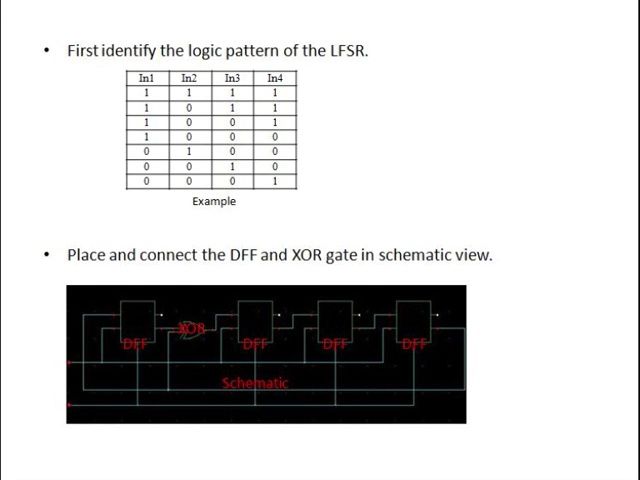 • First identify the logic pattern of the LFSR.
In1 In2 In3 In4
1 1 1 1
1 0 1 1
1 0 0 1
1 0 0 0
0 1 0 0
0 0 1 0
0 0 0 1
Example
• Place and connect the DFF and XOR gate in schematic view.
DFF XOR DFF DFF DFF
Schematic